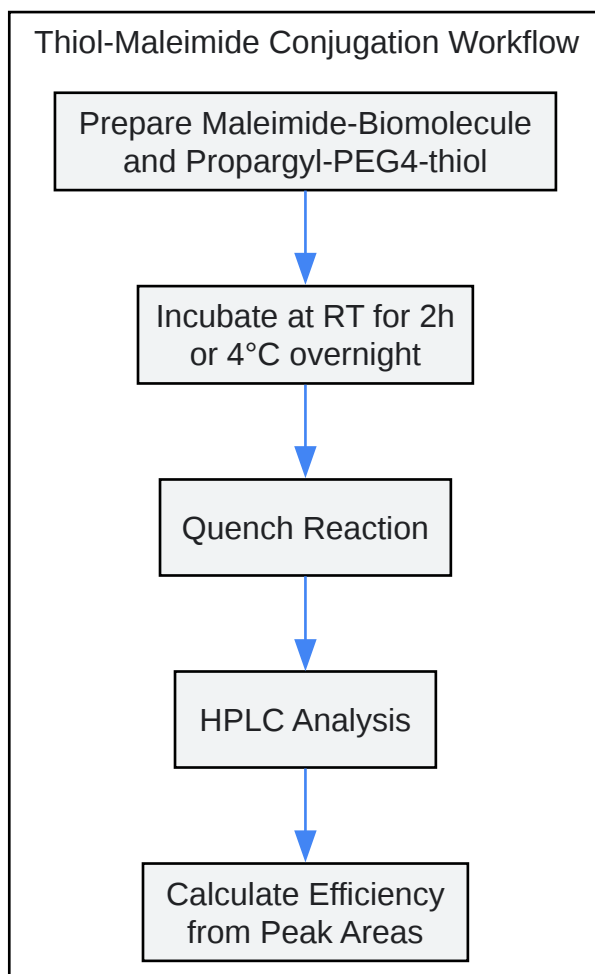 Thiol-Maleimide Conjugation Workflow
Prepare Maleimide-Biomolecule
and Propargyl-PEG4-thiol
Incubate at RT for 2h
or 4°C overnight
Quench Reaction
HPLC Analysis
Calculate Efficiency
from Peak Areas